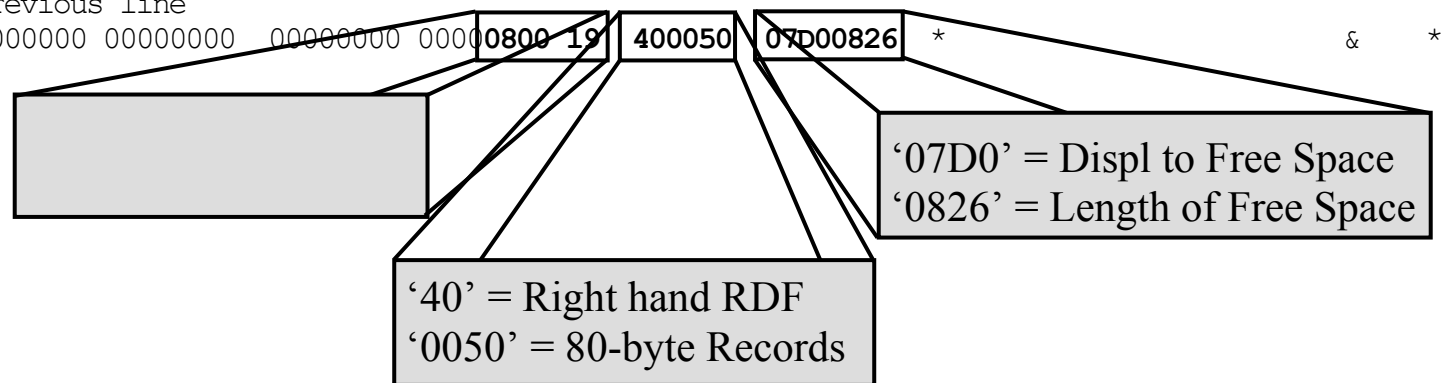 revious line
000000 00000000 00000000 00000800 19 400050 07D00826 * & *
‘07D0’ = Displ to Free Space
‘0826’ = Length of Free Space
‘40’ = Right hand RDF
‘0050’ = 80-byte Records